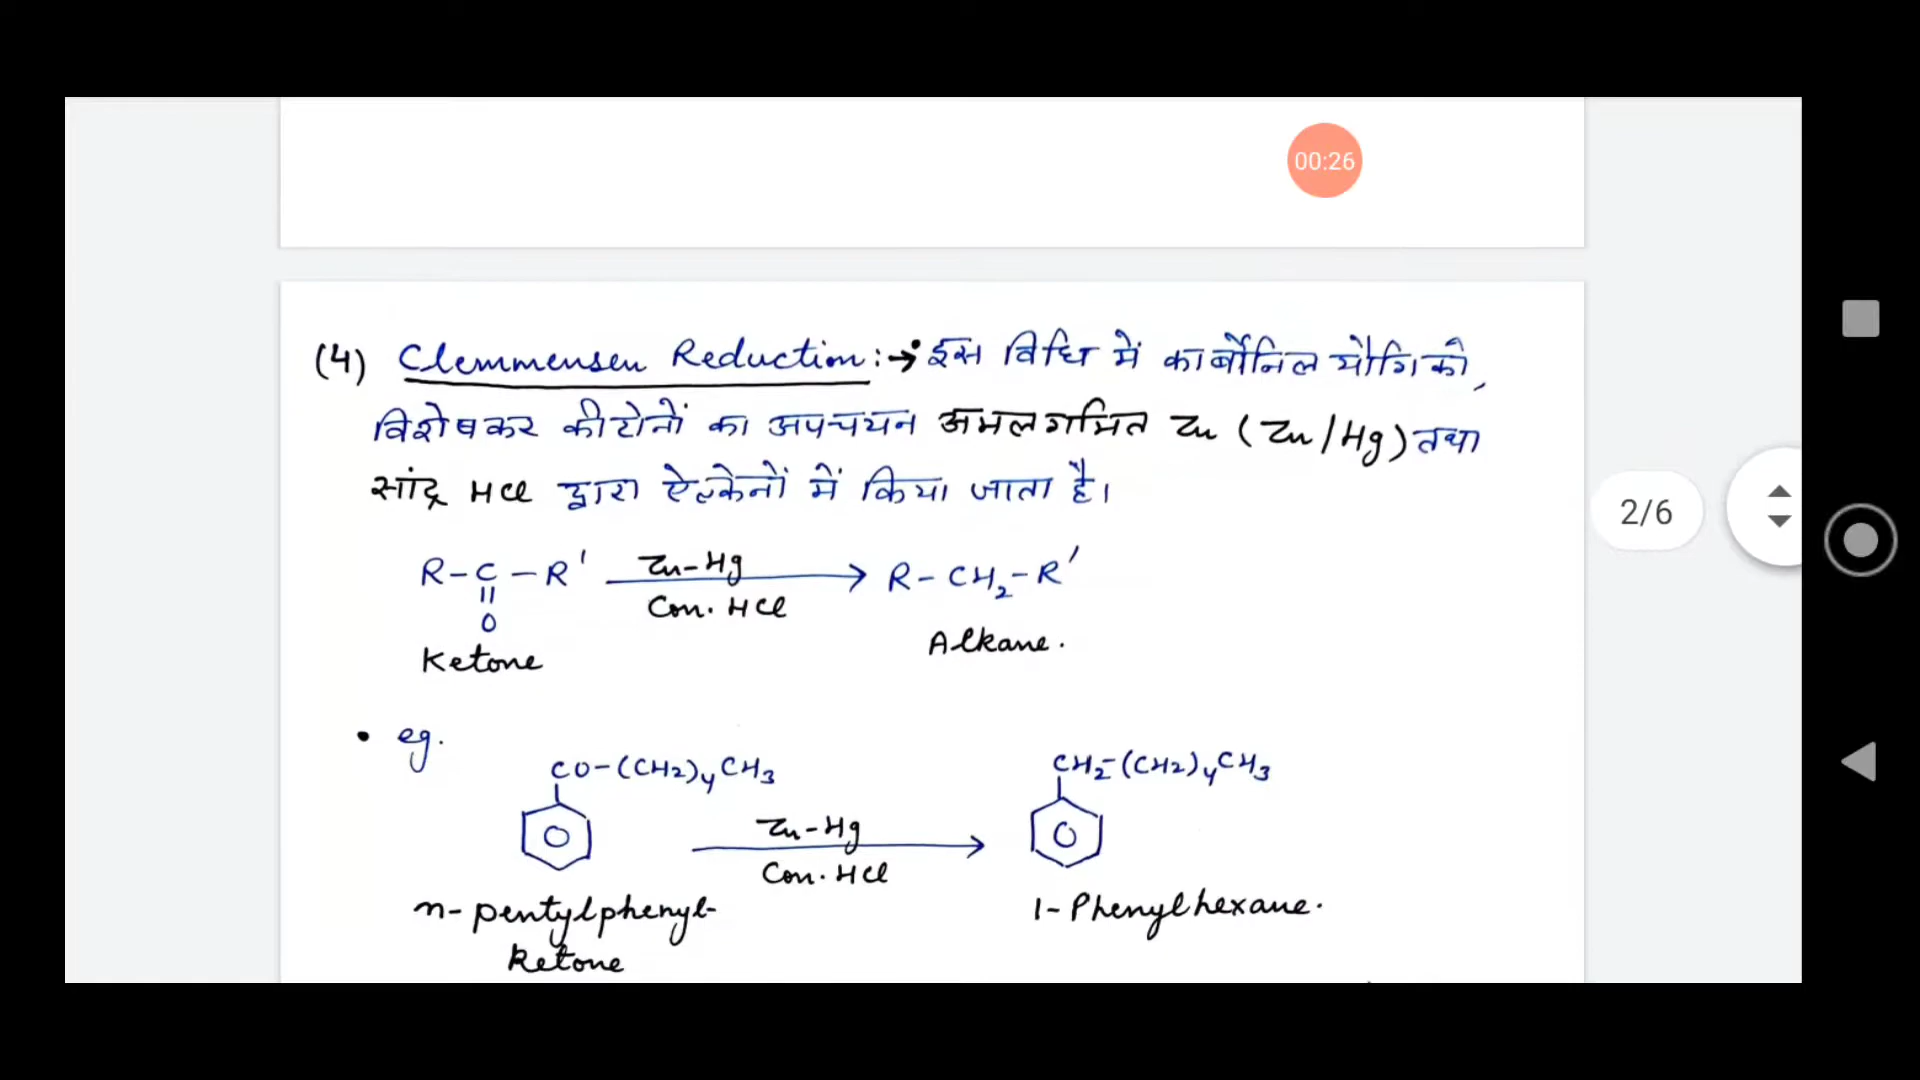 00:26
(4) Clemmensen Reduction:→ इस विधि में कार्बोनिल यौगिको,
विशेषकर कीटोनों का अपचयन अमलगमित Zn (Zn/Hg) तथा
सांद्र HCl द्वारा ऐल्केनों में किया जाता है।
2/6
R-C-R' Zn-Hg → R-CH2-R'
|| Con. HCl
O
Ketone Alkane.
• eg.
CO-(CH2)4CH3 CH2-(CH2)4CH3
Zn-Hg
Con. HCl
n-pentylphenyl- 1-Phenylhexane.
ketone